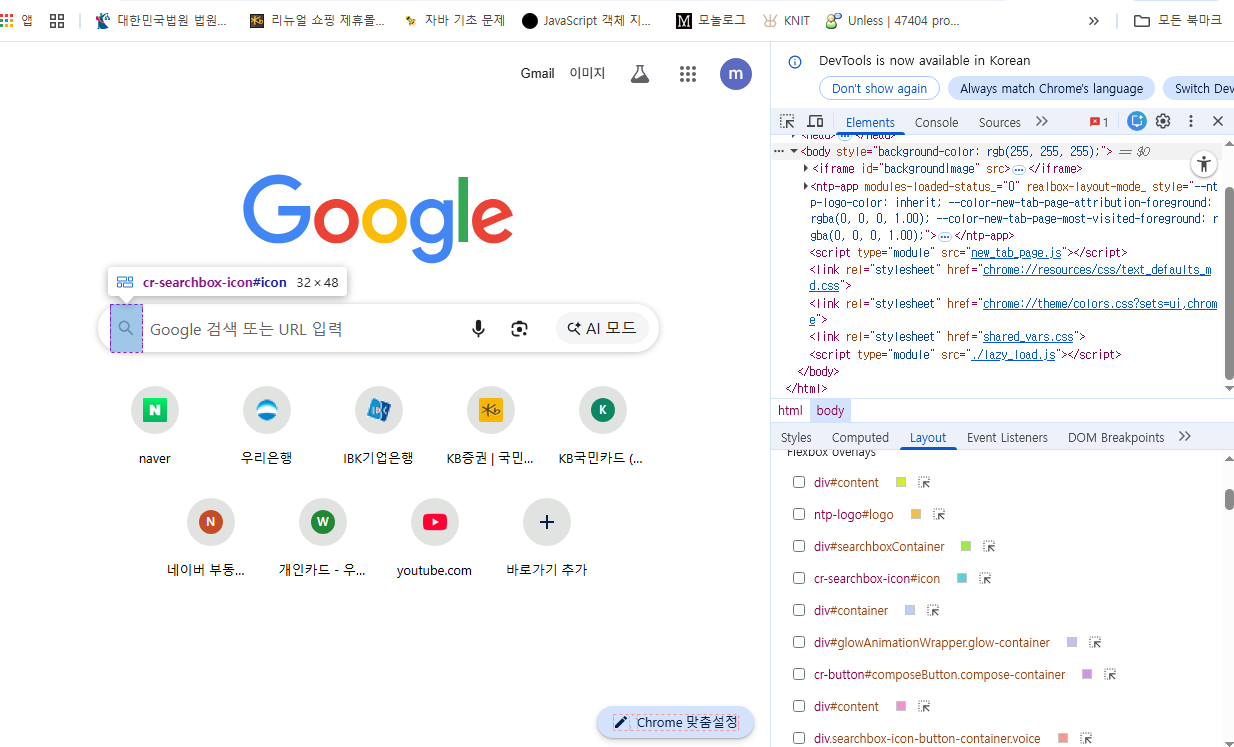 앱
대한민국법원 법원...
리뉴얼 쇼핑 제휴몰...
자바 기초 문제
JavaScript 객체 지...
모놀로그
KNIT
Unless | 47404 pro...
»
모든 북마크
Gmail
이미지
m
Google
cr-searchbox-icon#icon 32 × 48
Google 검색 또는 URL 입력
AI 모드
naver
우리은행
IBK기업은행
KB증권 | 국민...
K
KB국민카드 (...
N
네이버 부동...
W
개인카드 - 우...
youtube.com
바로가기 추가
Chrome 맞춤설정
DevTools is now available in Korean
Don't show again
Always match Chrome's language
Switch Dev
Elements
Console
Sources
1
<body style="background-color: rgb(255, 255, 255);"> == $0
<iframe id="backgroundImage" src>…</iframe>
<ntp-app modules-loaded-status_="0" realbox-layout-mode_ style="--nt
p-logo-color: inherit; --color-new-tab-page-attribution-foreground:
rgba(0, 0, 0, 1.00); --color-new-tab-page-most-visited-foreground: r
gba(0, 0, 0, 1.00);">…</ntp-app>
<script type="module" src="new_tab_page.js"></script>
<link rel="stylesheet" href="chrome://resources/css/text_defaults_m
d.css">
<link rel="stylesheet" href="chrome://theme/colors.css?sets=ui,chrom
e">
<link rel="stylesheet" href="shared_vars.css">
<script type="module" src="./lazy_load.js"></script>
</body>
</html>
html
body
Styles
Computed
Layout
Event Listeners
DOM Breakpoints
Flexbox overlays
div#content
ntp-logo#logo
div#searchboxContainer
cr-searchbox-icon#icon
div#container
div#glowAnimationWrapper.glow-container
cr-button#composeButton.compose-container
div#content
div.searchbox-icon-button-container.voice